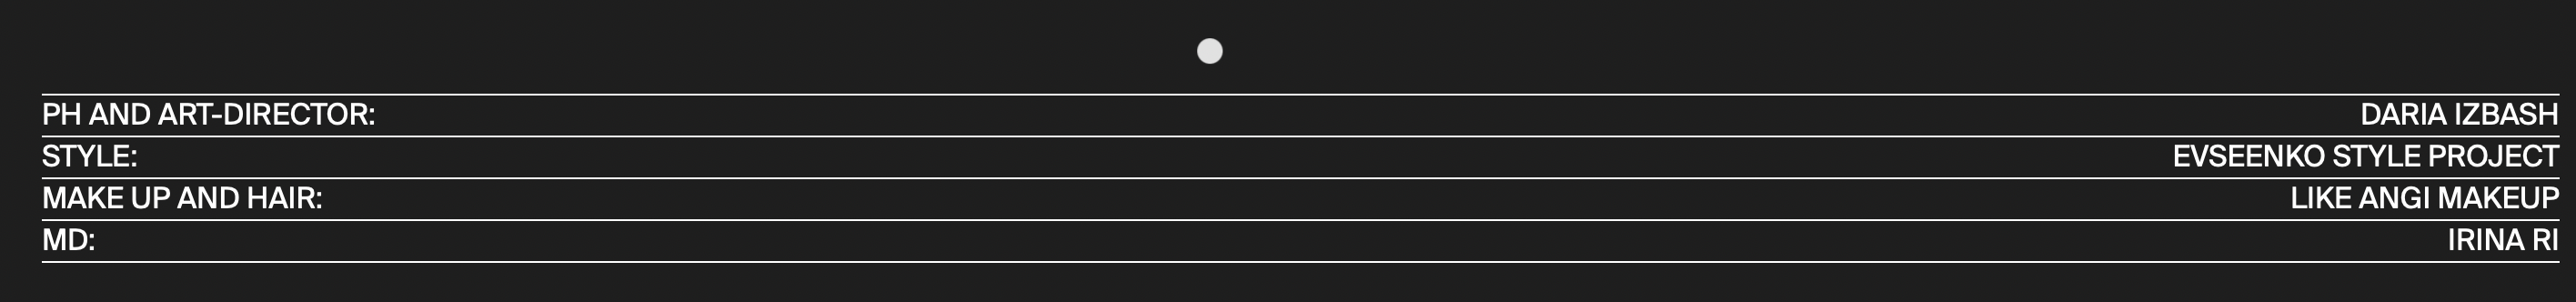 PH AND ART-DIRECTOR: DARIA IZBASH
STYLE: EVSEENKO STYLE PROJECT
MAKE UP AND HAIR: LIKE ANGI MAKEUP
MD: IRINA RI